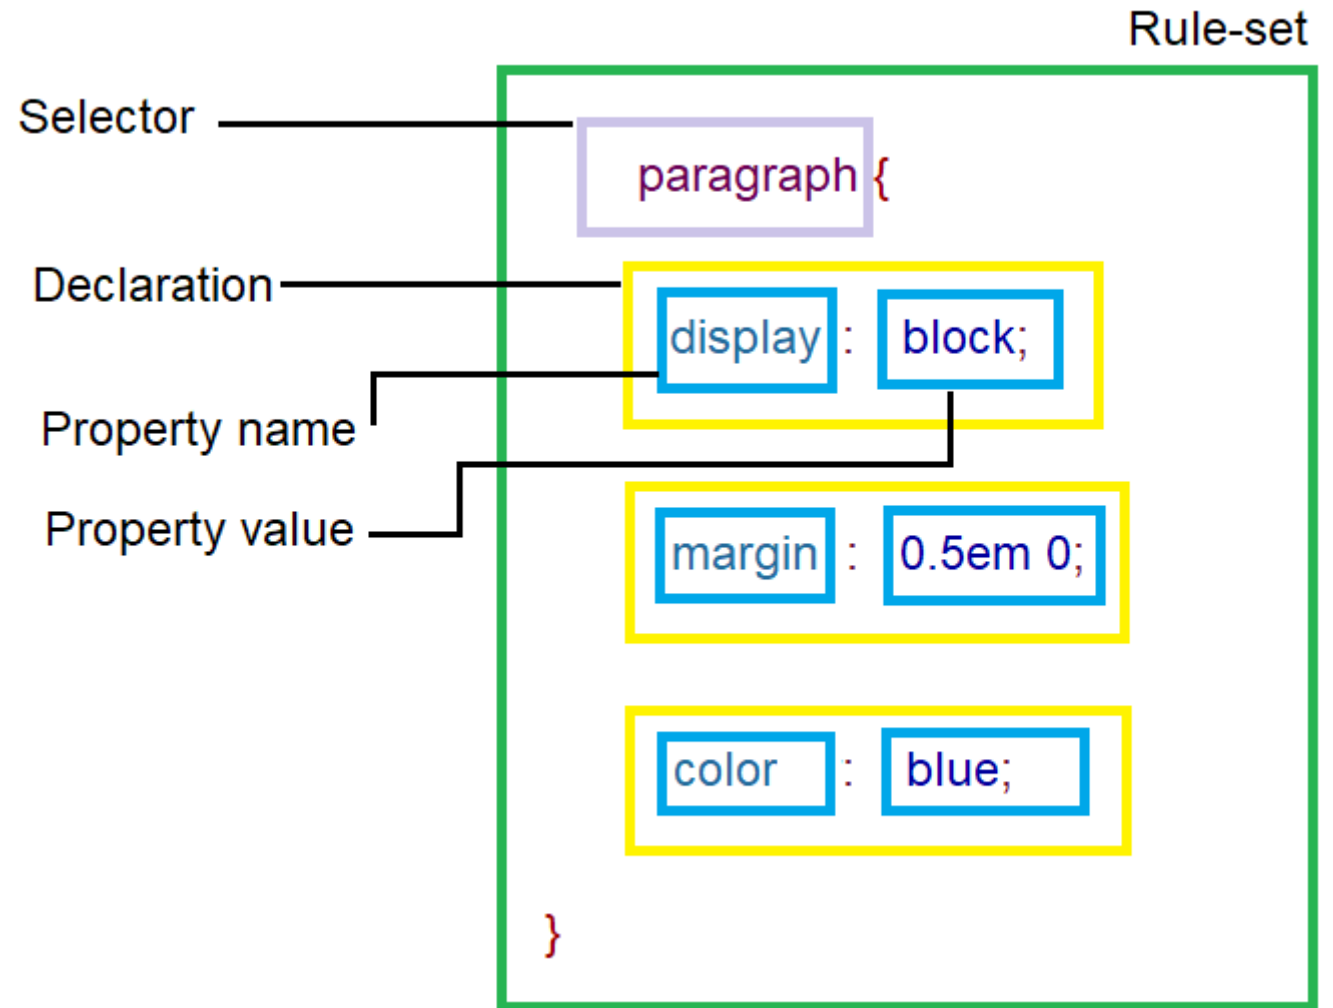 Rule-set
Selector
paragraph {
Declaration
display : block;
Property name
Property value
margin : 0.5em 0;
color : blue;
}